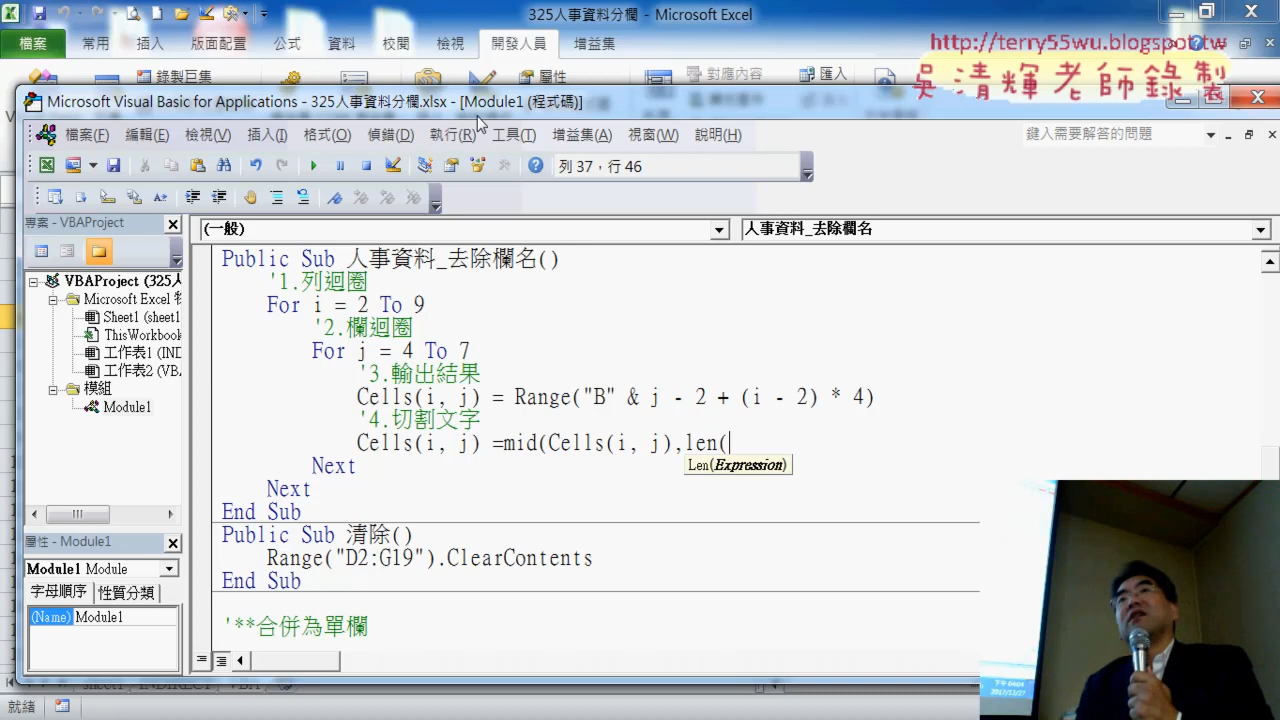 325人事資料分欄 - Microsoft Excel
檔案 常用 插入 版面配置 公式 資料 校閱 檢視 開發人員 增益集
http://terry55wu.blogspot.tw
吳清輝老師錄製
錄製巨集 屬性 對應內容 匯入
Microsoft Visual Basic for Applications - 325人事資料分欄.xlsx - [Module1 (程式碼)]
檔案(F) 編輯(E) 檢視(V) 插入(I) 格式(O) 偵錯(D) 執行(R) 工具(T) 增益集(A) 視窗(W) 說明(H) 鍵入需要解答的問題
列 37，行 46
專案 - VBAProject
(一般) 人事資料_去除欄名
VBAProject (325人
Microsoft Excel 物
Sheet1 (sheet1
ThisWorkbook
工作表1 (IND
工作表2 (VBA
模組
Module1
屬性 - Module1
Module1 Module
字母順序 性質分類
(Name) Module1
Public Sub 人事資料_去除欄名()
'1.列迴圈
For i = 2 To 9
'2.欄迴圈
For j = 4 To 7
'3.輸出結果
Cells(i, j) = Range("B" & j - 2 + (i - 2) * 4)
'4.切割文字
Cells(i, j) =mid(Cells(i, j),len(
Len(Expression)
Next
Next
End Sub
Public Sub 清除()
Range("D2:G19").ClearContents
End Sub
'**合併為單欄
就緒
下午 04:04
2017/12/27